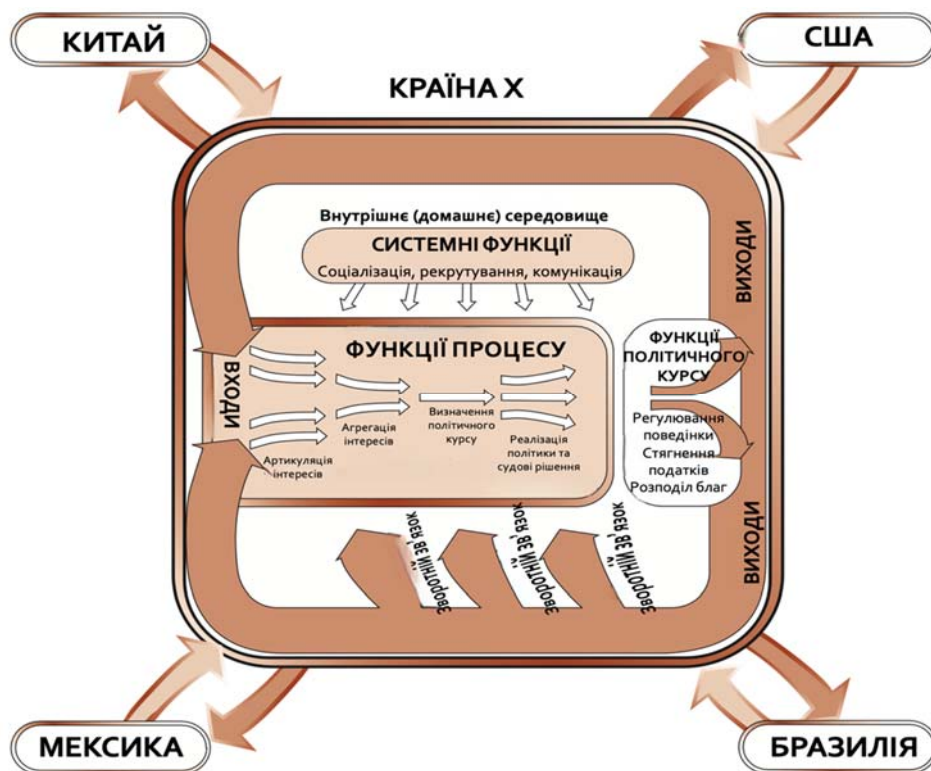 КИТАЙ
США
КРАЇНА X
Внутрішнє (домашнє) середовище
СИСТЕМНІ ФУНКЦІЇ
Соціалізація, рекрутування, комунікація
ВИХОДИ
ФУНКЦІЇ ПРОЦЕСУ
ФУНКЦІЇ
ПОЛІТИЧНОГО
КУРСУ
ВХОДИ
Артикуляція
інтересів
Агрегація
інтересів
Визначення
політичного
курсу
Реалізація
політики та
судові рішення
Регулювання
поведінки
Стягнення
податків
Розподіл благ
Зворотній зв'язок
Зворотній зв'язок
Зворотній зв'язок
ВИХОДИ
МЕКСИКА
БРАЗИЛІЯ